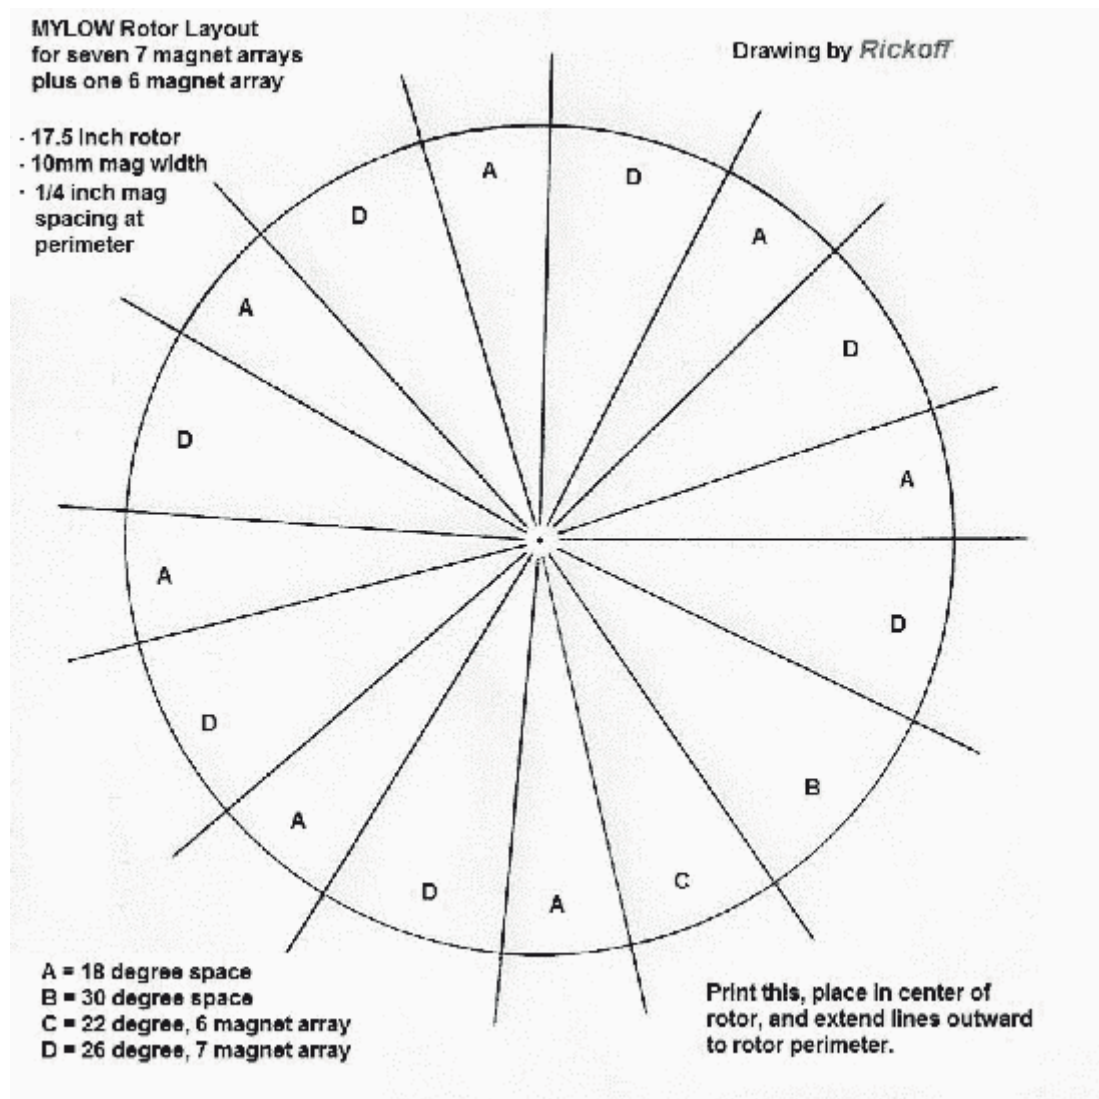 MYLOW Rotor Layout
for seven 7 magnet arrays
plus one 6 magnet array
Drawing by Rickoff
- 17.5 inch rotor
- 10mm mag width
- 1/4 inch mag
spacing at
perimeter
A
D
D
A
A
D
D
A
A
D
D
A
B
A
C
D
A
A = 18 degree space
B = 30 degree space
C = 22 degree, 6 magnet array
D = 26 degree, 7 magnet array
Print this, place in center of
rotor, and extend lines outward
to rotor perimeter.